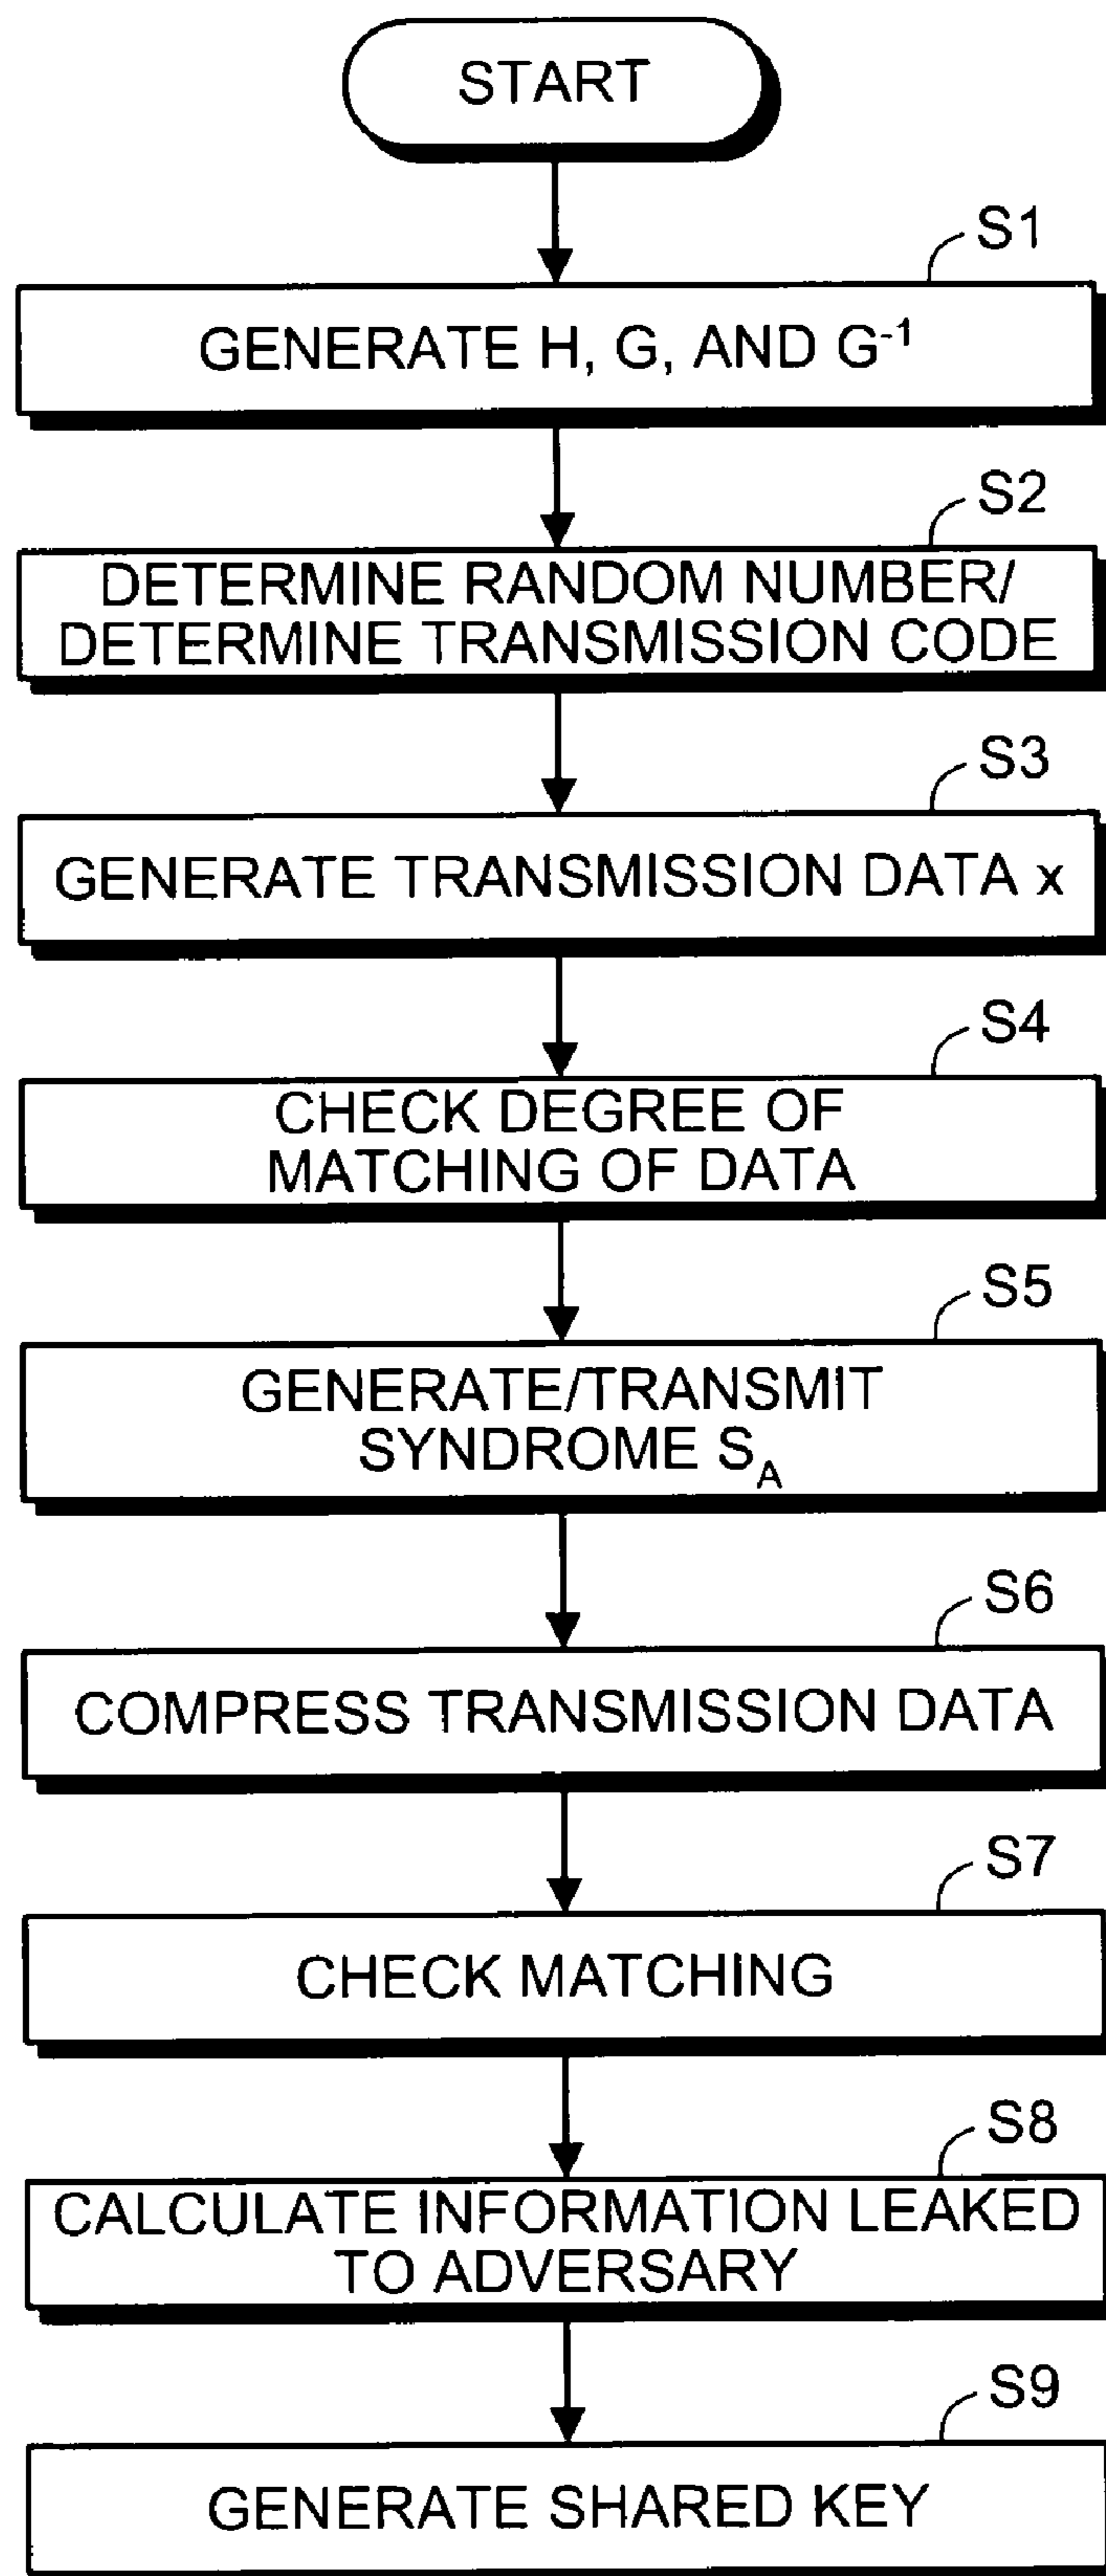 START
S1
GENERATE H, G, AND G⁻¹
S2
DETERMINE RANDOM NUMBER/
DETERMINE TRANSMISSION CODE
S3
GENERATE TRANSMISSION DATA x
S4
CHECK DEGREE OF
MATCHING OF DATA
S5
GENERATE/TRANSMIT
SYNDROME S_A
S6
COMPRESS TRANSMISSION DATA
S7
CHECK MATCHING
S8
CALCULATE INFORMATION LEAKED
TO ADVERSARY
S9
GENERATE SHARED KEY